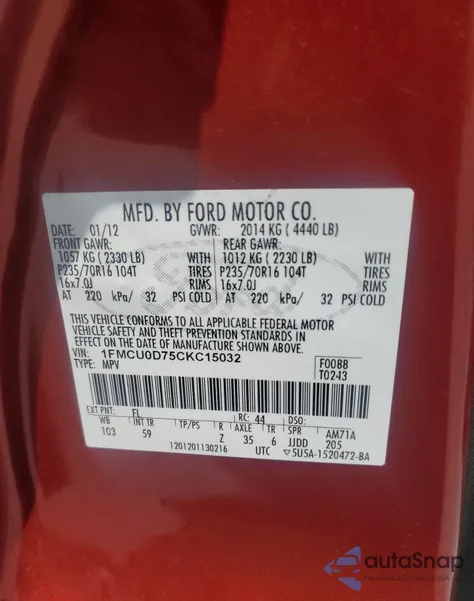 MFD. BY FORD MOTOR CO.
DATE: 01/12 GVWR: 2014 KG ( 4440 LB)
FRONT GAWR: REAR GAWR:
1057 KG ( 2330 LB) WITH 1012 KG ( 2230 LB) WITH
P235/70R16 104T TIRES P235/70R16 104T TIRES
16x7.0J RIMS 16x7.0J RIMS
AT 220 kPa/ 32 PSI COLD AT 220 kPa/ 32 PSI COLD
THIS VEHICLE CONFORMS TO ALL APPLICABLE FEDERAL MOTOR
VEHICLE SAFETY AND THEFT PREVENTION STANDARDS IN
EFFECT ON THE DATE OF MANUFACTURE SHOWN ABOVE.
VIN: 1FMCU0D75CKC15032 F0088
TYPE: MPV T0243
EXT PNT: FL RC: 44 DSO:
WB INT TR TP/PS R AXLE TR SPR AM71A
103 59 Z 35 6 JJDD 205
1201201130216 UTC ▽5U5A-1520472-BA
autaSnap